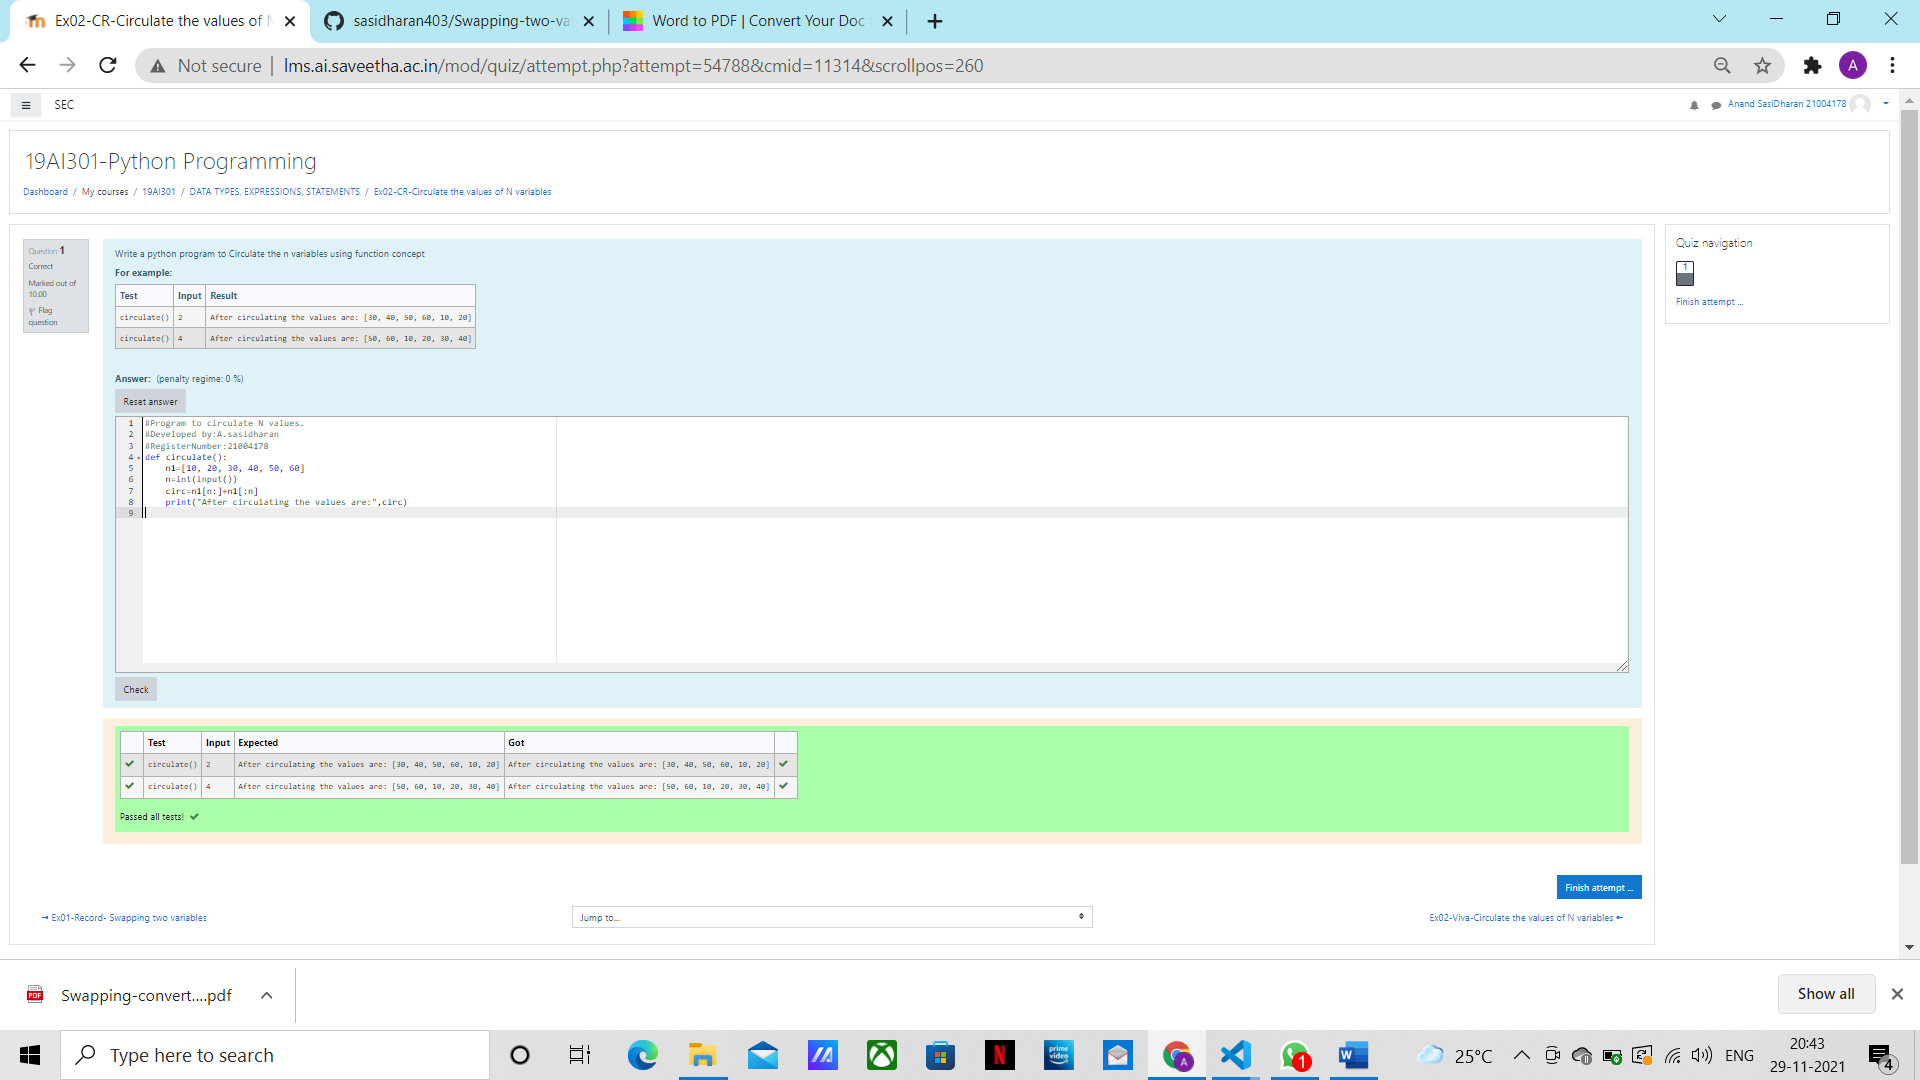 Ex02-CR-Circulate the values of N
sasidharan403/Swapping-two-va
Word to PDF | Convert Your Doc
Not secure | lms.ai.saveetha.ac.in/mod/quiz/attempt.php?attempt=54788&cmid=11314&scrollpos=260
A
SEC
Anand SasiDharan 21004178
19AI301-Python Programming
Dashboard / My courses / 19AI301 / DATA TYPES, EXPRESSIONS, STATEMENTS / Ex02-CR-Circulate the values of N variables
Question 1
Correct
Marked out of
10.00
Flag
question
Write a python program to Circulate the n variables using function concept
For example:
Test Input Result
circulate() 2 After circulating the values are: [30, 40, 50, 60, 10, 20]
circulate() 4 After circulating the values are: [50, 60, 10, 20, 30, 40]
Answer: (penalty regime: 0 %)
Reset answer
1 #Program to circulate N values.
2 #Developed by:A.sasidharan
3 #RegisterNumber:21004178
4 def circulate():
5 n1=[10, 20, 30, 40, 50, 60]
6 n=int(input())
7 circ=n1[n:]+n1[:n]
8 print("After circulating the values are:",circ)
9
Check
Test Input Expected Got
circulate() 2 After circulating the values are: [30, 40, 50, 60, 10, 20] After circulating the values are: [30, 40, 50, 60, 10, 20]
circulate() 4 After circulating the values are: [50, 60, 10, 20, 30, 40] After circulating the values are: [50, 60, 10, 20, 30, 40]
Passed all tests!
Quiz navigation
1
Finish attempt ...
Finish attempt ...
Ex01-Record- Swapping two variables
Jump to...
Ex02-Viva-Circulate the values of N variables
PDF
Swapping-convert....pdf
Show all
Type here to search
N
prime video
A
1
W
25°C
ENG
20:43
29-11-2021
4